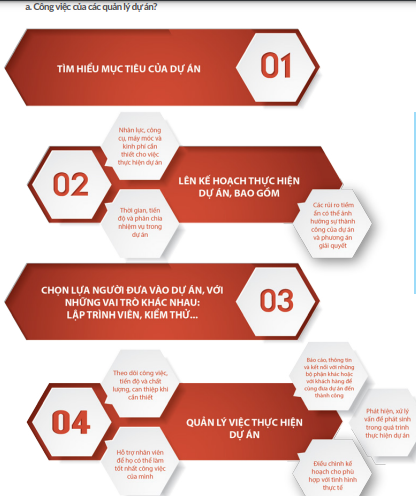 a. Công việc của các quản lý dự án?
TÌM HIỂU MỤC TIÊU CỦA DỰ ÁN
01
Nhân lực, công
cụ, máy móc và
kinh phí cần
thiết cho việc
thực hiện dự án
02
LÊN KẾ HOẠCH THỰC HIỆN
DỰ ÁN, BAO GỒM
Thời gian, tiến
độ và phân chia
nhiệm vụ trong
dự án
Các rủi ro tiềm
ẩn có thể ảnh
hưởng sự thành
công của dự án
và phương án
giải quyết
CHỌN LỰA NGƯỜI ĐƯA VÀO DỰ ÁN, VỚI
NHỮNG VAI TRÒ KHÁC NHAU:
LẬP TRÌNH VIÊN, KIỂM THỬ...
03
Theo dõi công việc,
tiến độ và chất
lượng, can thiệp khi
cần thiết
Báo cáo, thông tin
và kết nối với những
bộ phận khác hoặc
với khách hàng để
cùng đưa dự án đến
thành công
04
QUẢN LÝ VIỆC THỰC HIỆN
DỰ ÁN
Phát hiện, xử lý
vấn đề phát sinh
trong quá trình
thực hiện dự án
Hỗ trợ nhân viên
để họ có thể làm
tốt nhất công việc
của mình
Điều chỉnh kế
hoạch cho phù
hợp với tình hình
thực tế